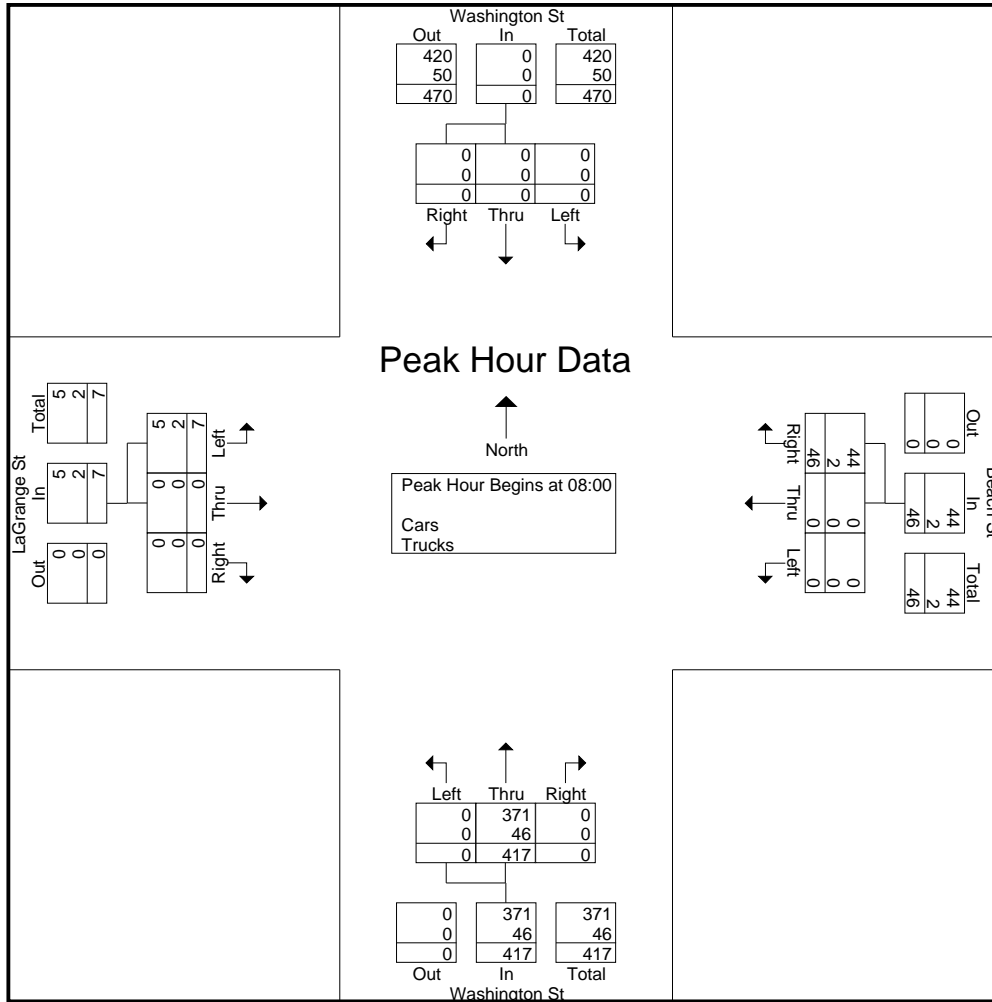 Washington St
Out In Total
420 0 420
50 0 50
470 0 470
0 0 0
0 0 0
0 0 0
Right Thru Left
Peak Hour Data
North
Peak Hour Begins at 08:00
Cars
Trucks
LaGrange St
Total In Out
5 5 0
2 2 0
7 7 0
5 0 0
2 0 0
7 0 0
Left Thru Right
Right Thru Left
44 0 0
2 0 0
46 0 0
Out In Total
0 44 44
0 2 2
0 46 46
Beach St
Left Thru Right
0 371 0
0 46 0
0 417 0
0 371 371
0 46 46
0 417 417
Out In Total
Washington St